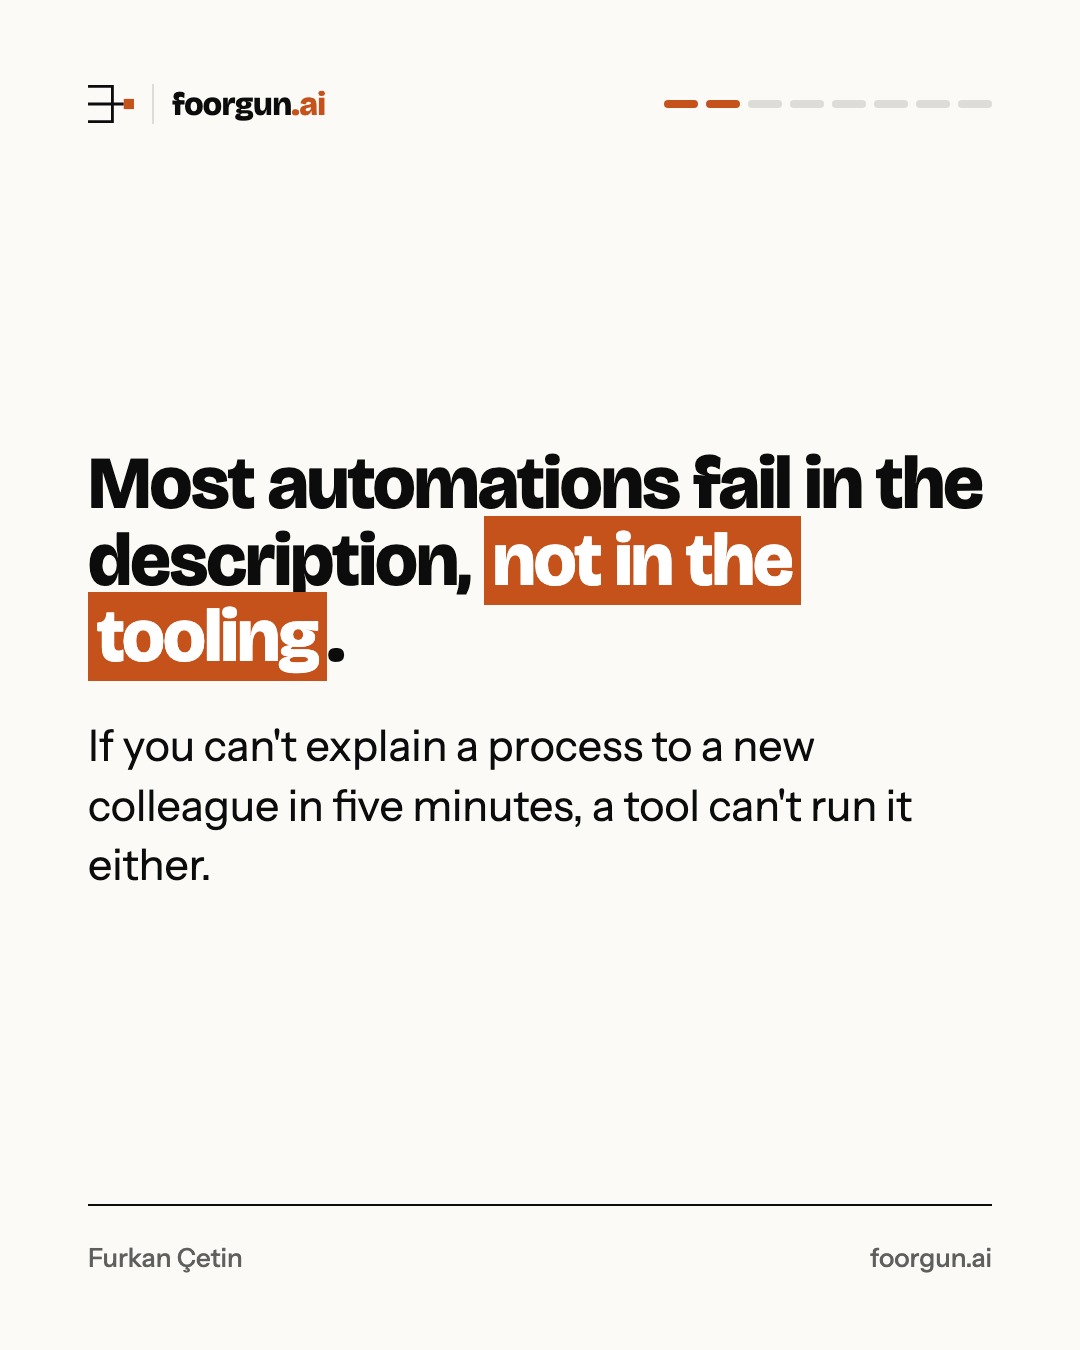 foorgun.ai
Most automations fail in the
description, not in the
tooling.
If you can't explain a process to a new
colleague in five minutes, a tool can't run it
either.
Furkan Çetin
foorgun.ai